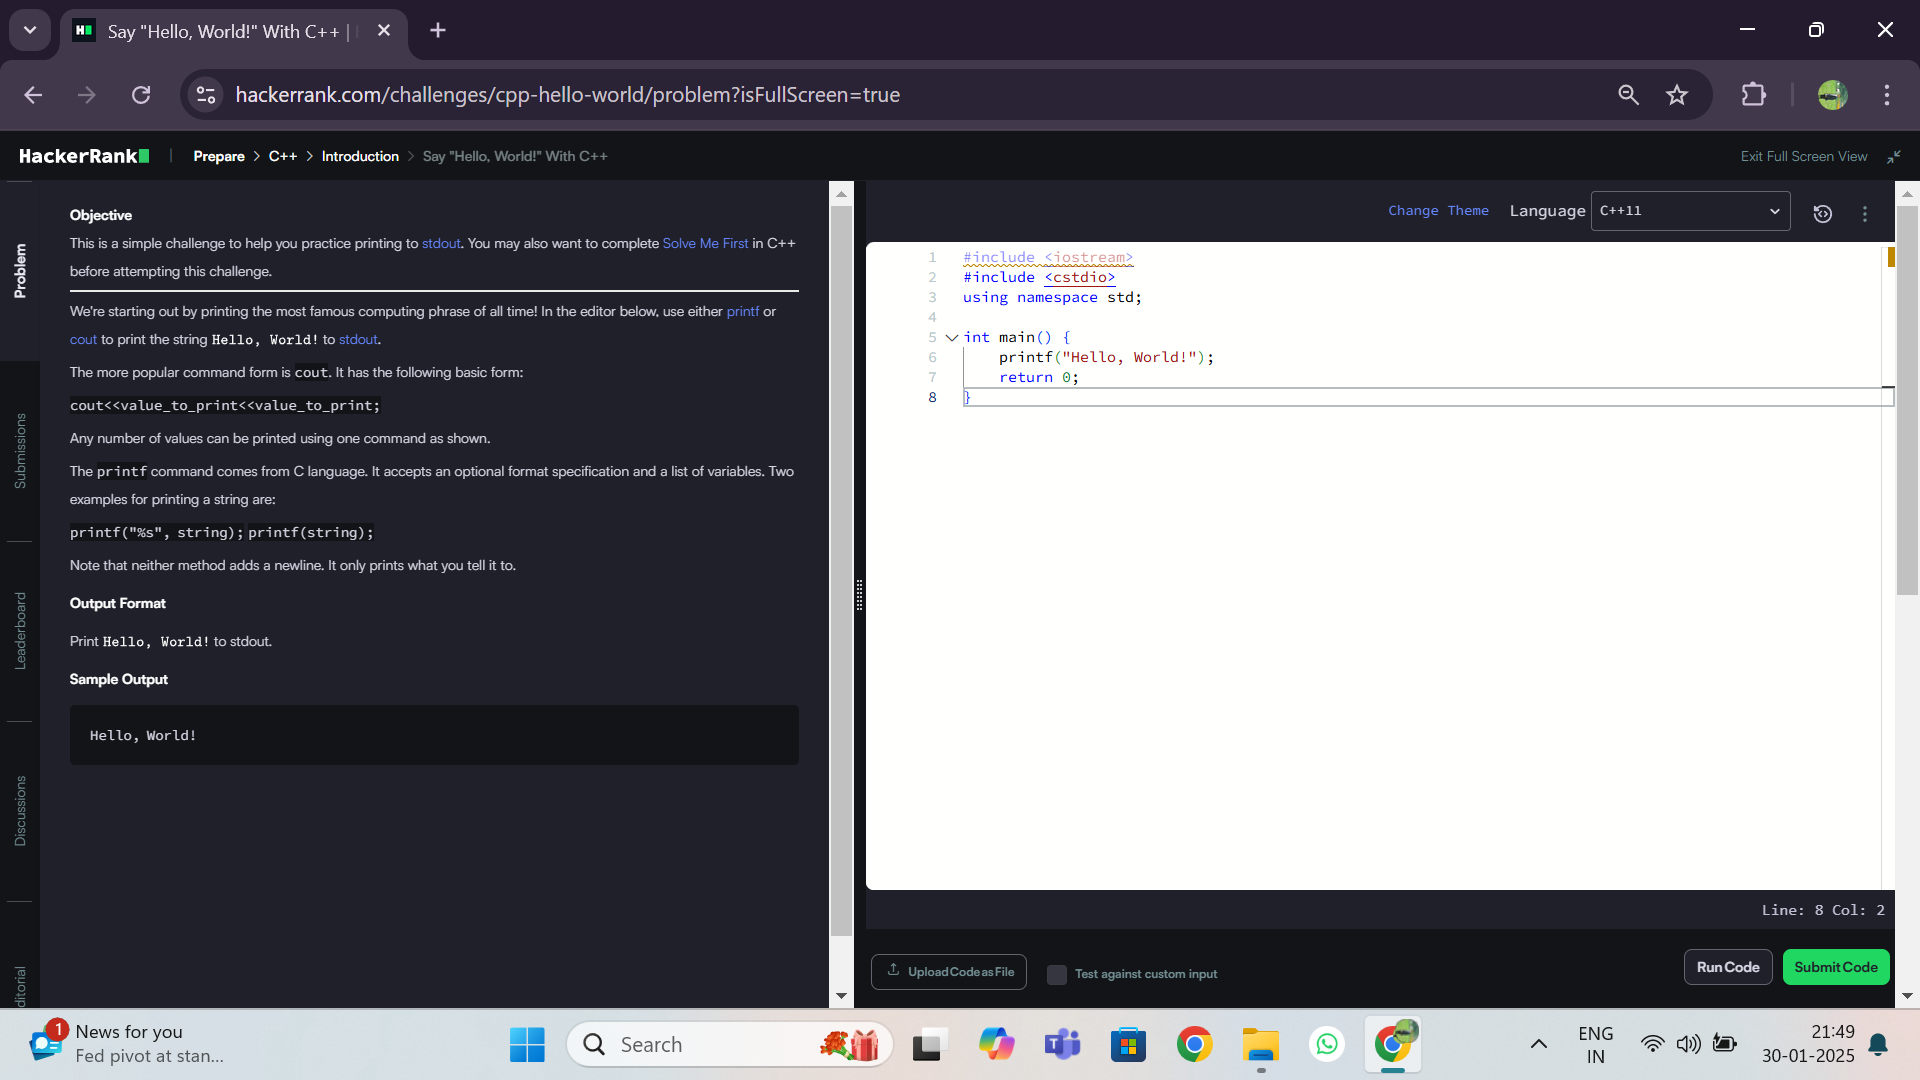 Say "Hello, World!" With C++ |
hackerrank.com/challenges/cpp-hello-world/problem?isFullScreen=true
HackerRank | Prepare > C++ > Introduction > Say "Hello, World!" With C++
Exit Full Screen View
Problem
Submissions
Leaderboard
Discussions
ditorial
Objective
This is a simple challenge to help you practice printing to stdout. You may also want to complete Solve Me First in C++
before attempting this challenge.
We're starting out by printing the most famous computing phrase of all time! In the editor below, use either printf or
cout to print the string Hello, World! to stdout.
The more popular command form is cout. It has the following basic form:
cout<<value_to_print<<value_to_print;
Any number of values can be printed using one command as shown.
The printf command comes from C language. It accepts an optional format specification and a list of variables. Two
examples for printing a string are:
printf("%s", string); printf(string);
Note that neither method adds a newline. It only prints what you tell it to.
Output Format
Print Hello, World! to stdout.
Sample Output
Hello, World!
Change Theme Language C++11
1 #include <iostream>
2 #include <cstdio>
3 using namespace std;
4
5 int main() {
6 printf("Hello, World!");
7 return 0;
8 }
Line: 8 Col: 2
Upload Code as File
Test against custom input
Run Code
Submit Code
1
News for you
Fed pivot at stan...
Search
ENG
IN
21:49
30-01-2025